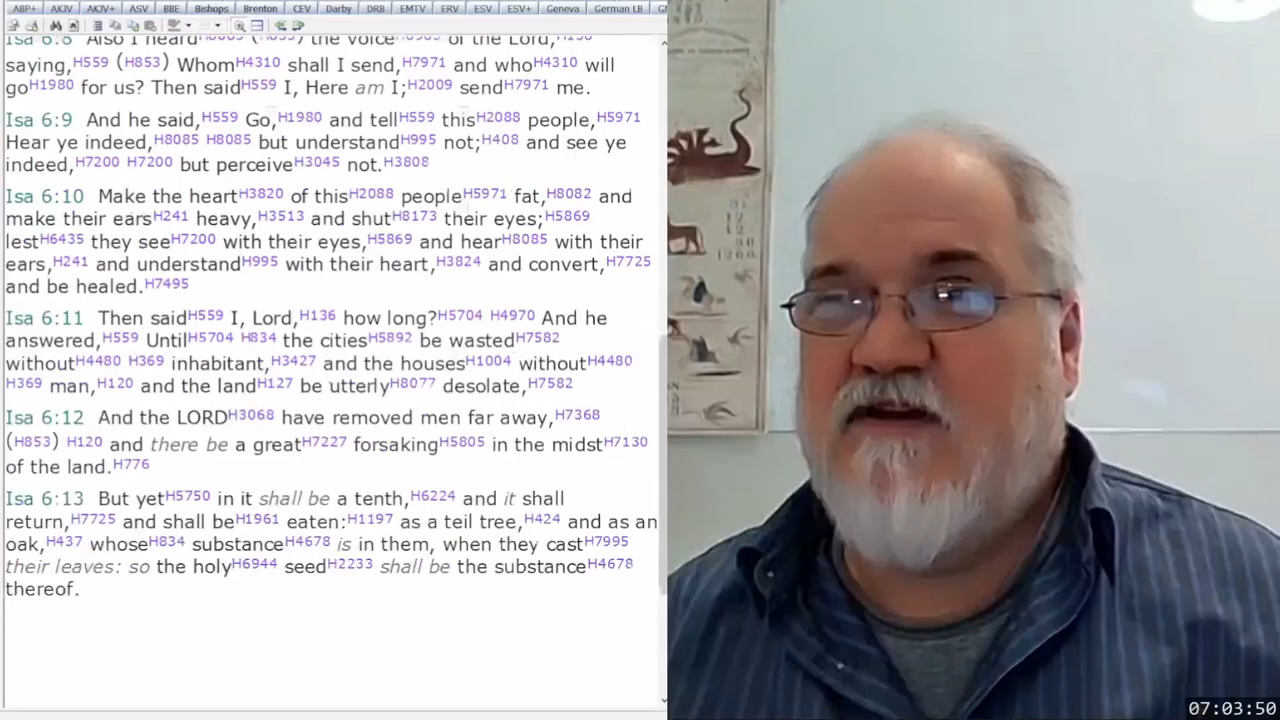 ABP+ AKJV AKJV+ ASV BBE Bishops Brenton CEV Darby DRB EMTV ERV ESV ESV+ Geneva German LB
Isa 6:8 Also I heardH8085 (H853) the voiceH6963 of the Lord,H136
saying,H559 (H853) WhomH4310 shall I send,H7971 and whoH4310 will
goH1980 for us? Then saidH559 I, Here am I;H2009 sendH7971 me.
Isa 6:9 And he said,H559 Go,H1980 and tellH559 thisH2088 people,H5971
Hear ye indeed,H8085 H8085 but understandH995 not;H408 and see ye
indeed,H7200 H7200 but perceiveH3045 not.H3808
Isa 6:10 Make the heartH3820 of thisH2088 peopleH5971 fat,H8082 and
make their earsH241 heavy,H3513 and shutH8173 their eyes;H5869
lestH6435 they seeH7200 with their eyes,H5869 and hearH8085 with their
ears,H241 and understandH995 with their heart,H3824 and convert,H7725
and be healed.H7495
Isa 6:11 Then saidH559 I, Lord,H136 how long?H5704 H4970 And he
answered,H559 UntilH5704 H834 the citiesH5892 be wastedH7582
withoutH4480 H369 inhabitant,H3427 and the housesH1004 withoutH4480
H369 man,H120 and the landH127 be utterlyH8077 desolate,H7582
Isa 6:12 And the LORDH3068 have removed men far away,H7368
(H853) H120 and there be a greatH7227 forsakingH5805 in the midstH7130
of the land.H776
Isa 6:13 But yetH5750 in it shall be a tenth,H6224 and it shall
return,H7725 and shall beH1961 eaten:H1197 as a teil tree,H424 and as an
oak,H437 whoseH834 substanceH4678 is in them, when they castH7995
their leaves: so the holyH6944 seedH2233 shall be the substanceH4678
thereof.
07:03:50